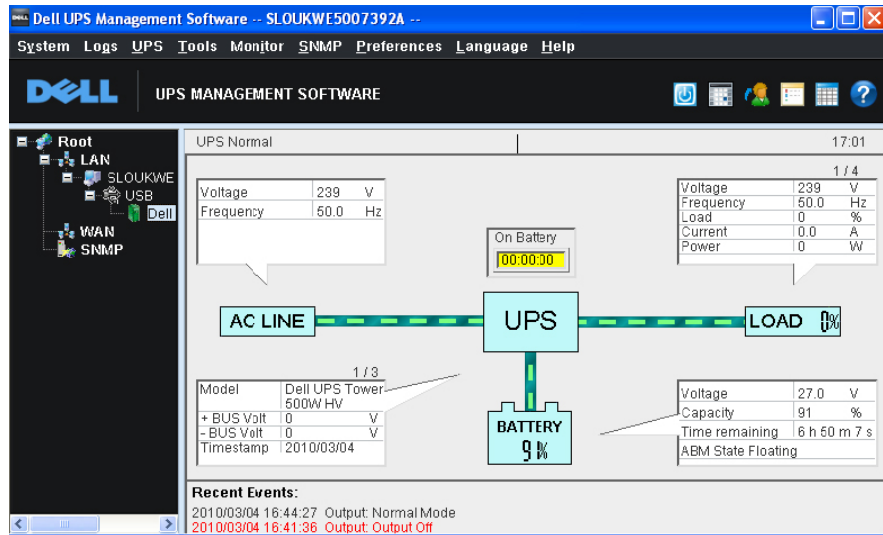 Dell UPS Management Software -- SLOUKWE5007392A --
System Logs UPS Tools Monitor SNMP Preferences Language Help
DELL UPS MANAGEMENT SOFTWARE
Root
LAN
SLOUKWE
USB
Dell
WAN
SNMP
UPS Normal 17:01
Voltage 239 V
Frequency 50.0 Hz
1 / 4
Voltage 239 V
Frequency 50.0 Hz
Load 0 %
Current 0.0 A
Power 0 W
On Battery
00:00:00
AC LINE
UPS
LOAD 0%
1 / 3
Model Dell UPS Tower
500W HV
+ BUS Volt 0 V
- BUS Volt 0 V
Timestamp 2010/03/04
BATTERY
91%
Voltage 27.0 V
Capacity 91 %
Time remaining 6 h 50 m 7 s
ABM State Floating
Recent Events:
2010/03/04 16:44:27 Output: Normal Mode
2010/03/04 16:41:36 Output: Output Off